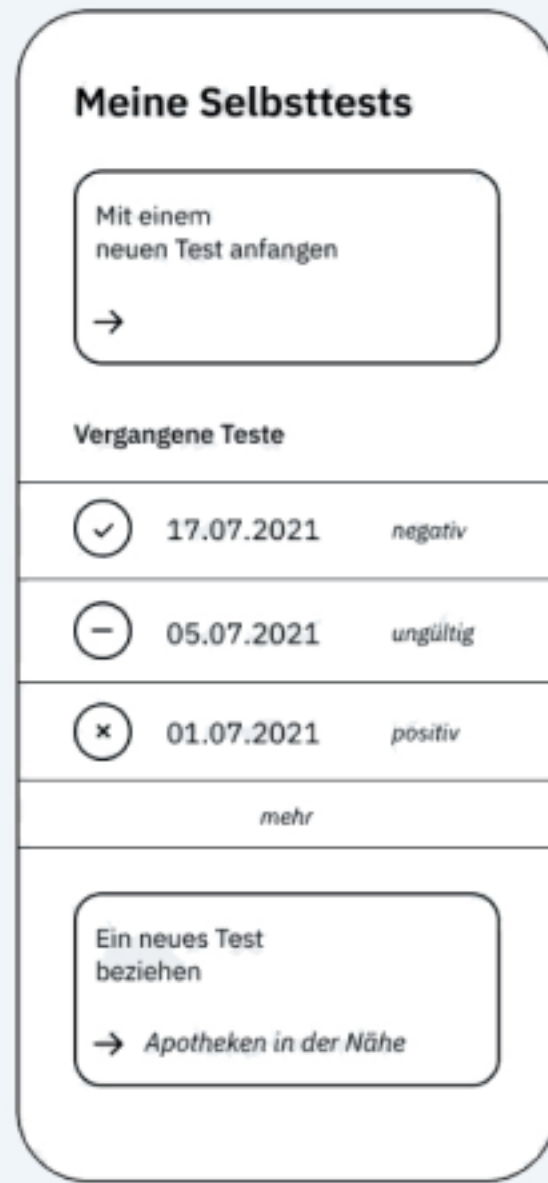 Meine Selbsttests
Mit einem
neuen Test anfangen
Vergangene Teste
17.07.2021 negativ
05.07.2021 ungültig
01.07.2021 positiv
mehr
Ein neues Test
beziehen
Apotheken in der Nähe